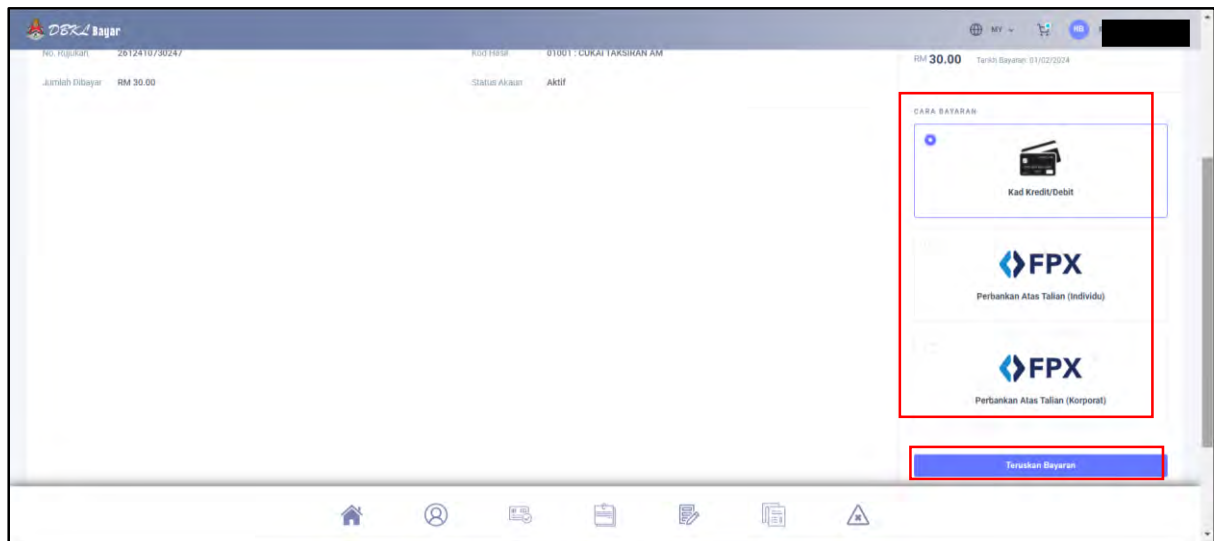 DBKL Bayar
MY
HB
No. Rujukan 2612410730247 Kod Hasil 01001 : CUKAI TAKSIRAN AM
RM 30.00 Tarikh Bayaran: 01/02/2024
Jumlah Dibayar RM 30.00 Status Akaun Aktif
CARA BAYARAN
Kad Kredit/Debit
FPX
Perbankan Atas Talian (Individu)
FPX
Perbankan Atas Talian (Korporat)
Teruskan Bayaran